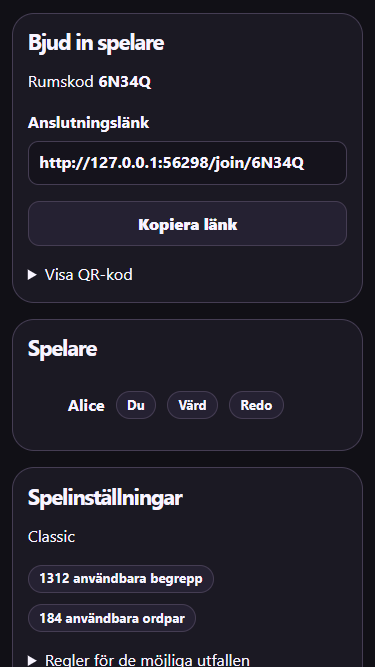 Bjud in spelare
Rumskod 6N34Q
Anslutningslänk
http://127.0.0.1:56298/join/6N34Q
Kopiera länk
Visa QR-kod
Spelare
Alice Du Värd Redo
Spelinställningar
Classic
1312 användbara begrepp
184 användbara ordpar
Regler för de möjliga utfallen